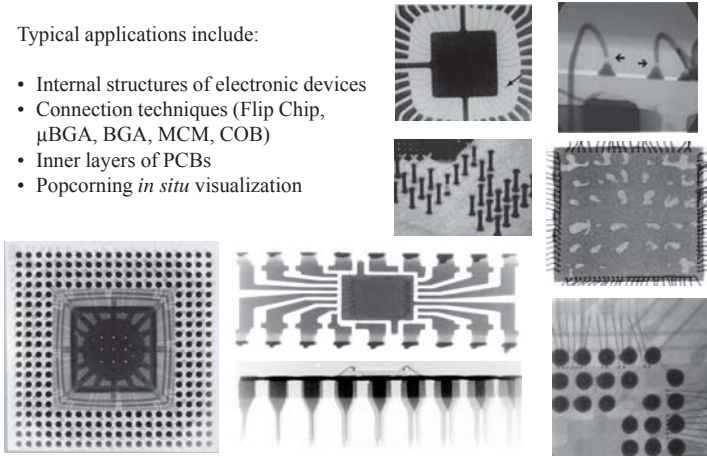 Typical applications include:
• Internal structures of electronic devices
• Connection techniques (Flip Chip,
μBGA, BGA, MCM, COB)
• Inner layers of PCBs
• Popcorning in situ visualization